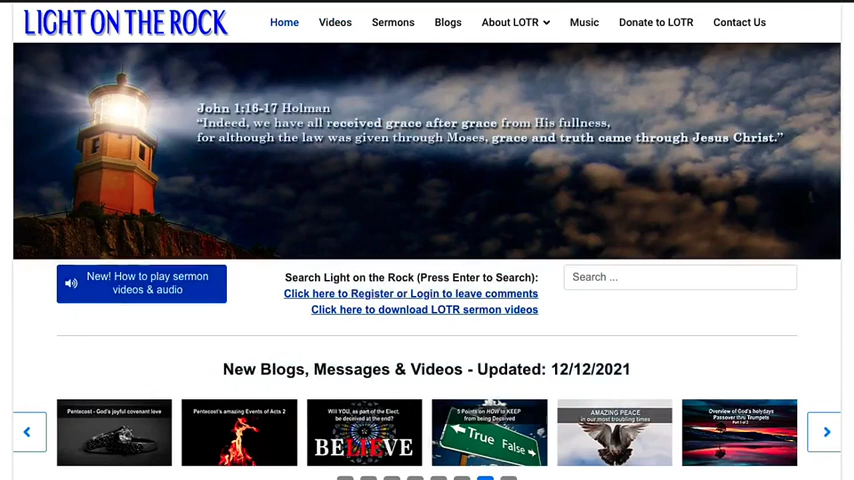 LIGHT ON THE ROCK
Home Videos Sermons Blogs About LOTR Music Donate to LOTR Contact Us
John 1:16-17 Holman
“Indeed, we have all received grace after grace from His fullness,
for although the law was given through Moses, grace and truth came through Jesus Christ.”
New! How to play sermon
videos & audio
Search Light on the Rock (Press Enter to Search):
Search ...
Click here to Register or Login to leave comments
Click here to download LOTR sermon videos
New Blogs, Messages & Videos - Updated: 12/12/2021
Pentecost - God's joyful covenant love
Pentecost's amazing Events of Acts 2
Will YOU, as part of the Elect,
be deceived at the end?
BELIEVE
5 Points on HOW to KEEP
from being Deceived
True False
AMAZING PEACE
in our most troubling times
Overview of God's holydays
Passover thru Trumpets
Part 1 of 2